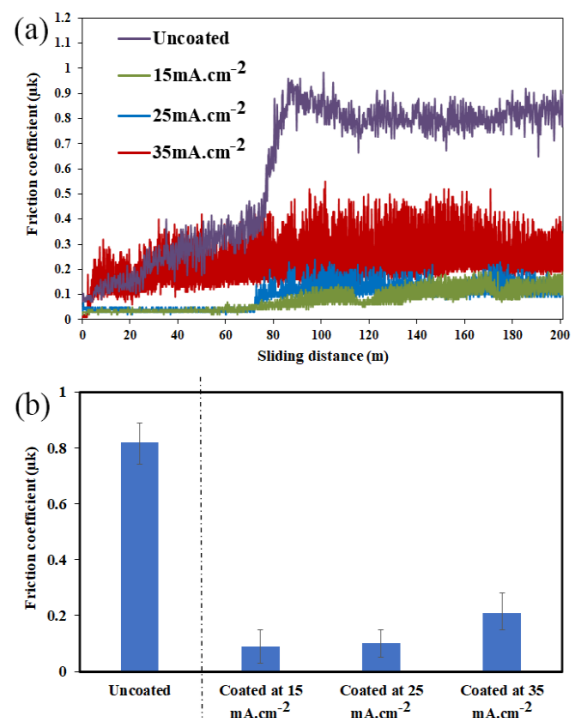 (a)
Friction coefficient (μk)
1.2
1.1
1
0.9
0.8
0.7
0.6
0.5
0.4
0.3
0.2
0.1
0
Uncoated
15mA.cm⁻²
25mA.cm⁻²
35mA.cm⁻²
0 20 40 60 80 100 120 140 160 180 200
Sliding distance (m)
(b)
Friction coefficient (μk)
1
0.8
0.6
0.4
0.2
0
Uncoated
Coated at 15
mA.cm⁻²
Coated at 25
mA.cm⁻²
Coated at 35
mA.cm⁻²